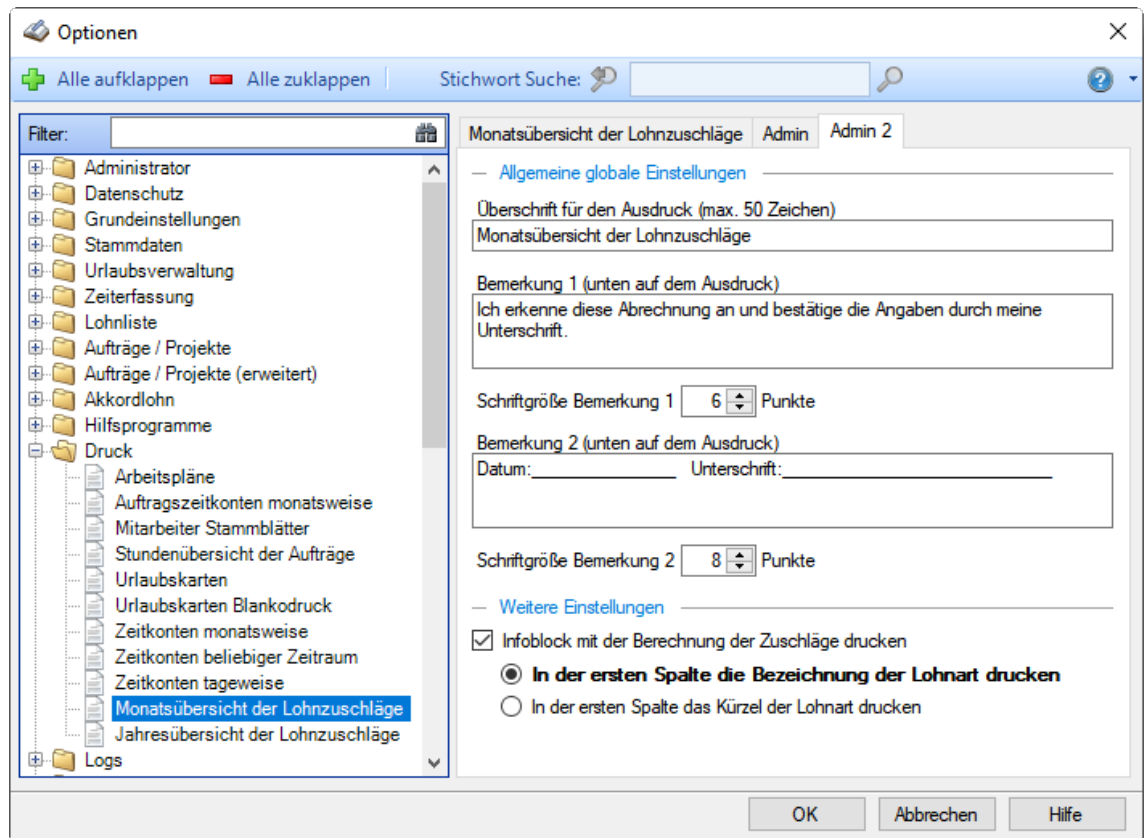 Optionen
Alle aufklappen Alle zuklappen Stichwort Suche:
Filter:
Administrator
Datenschutz
Grundeinstellungen
Stammdaten
Urlaubsverwaltung
Zeiterfassung
Lohnliste
Aufträge / Projekte
Aufträge / Projekte (erweitert)
Akkordlohn
Hilfsprogramme
Druck
Arbeitspläne
Auftragszeitkonten monatsweise
Mitarbeiter Stammblätter
Stundenübersicht der Aufträge
Urlaubskarten
Urlaubskarten Blankodruck
Zeitkonten monatsweise
Zeitkonten beliebiger Zeitraum
Zeitkonten tageweise
Monatsübersicht der Lohnzuschläge
Jahresübersicht der Lohnzuschläge
Logs
Monatsübersicht der Lohnzuschläge Admin Admin 2
Allgemeine globale Einstellungen
Überschrift für den Ausdruck (max. 50 Zeichen)
Monatsübersicht der Lohnzuschläge
Bemerkung 1 (unten auf dem Ausdruck)
Ich erkenne diese Abrechnung an und bestätige die Angaben durch meine
Unterschrift.
Schriftgröße Bemerkung 1 6 Punkte
Bemerkung 2 (unten auf dem Ausdruck)
Datum:________________ Unterschrift:______________________________
Schriftgröße Bemerkung 2 8 Punkte
Weitere Einstellungen
Infoblock mit der Berechnung der Zuschläge drucken
In der ersten Spalte die Bezeichnung der Lohnart drucken
In der ersten Spalte das Kürzel der Lohnart drucken
OK Abbrechen Hilfe